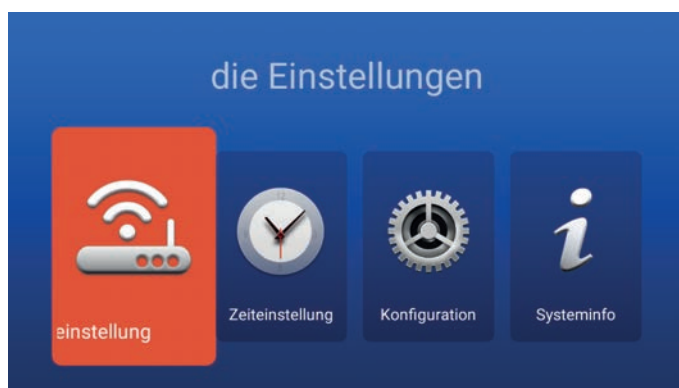 die Einstellungen
einstellung
Zeiteinstellung
Konfiguration
Systeminfo